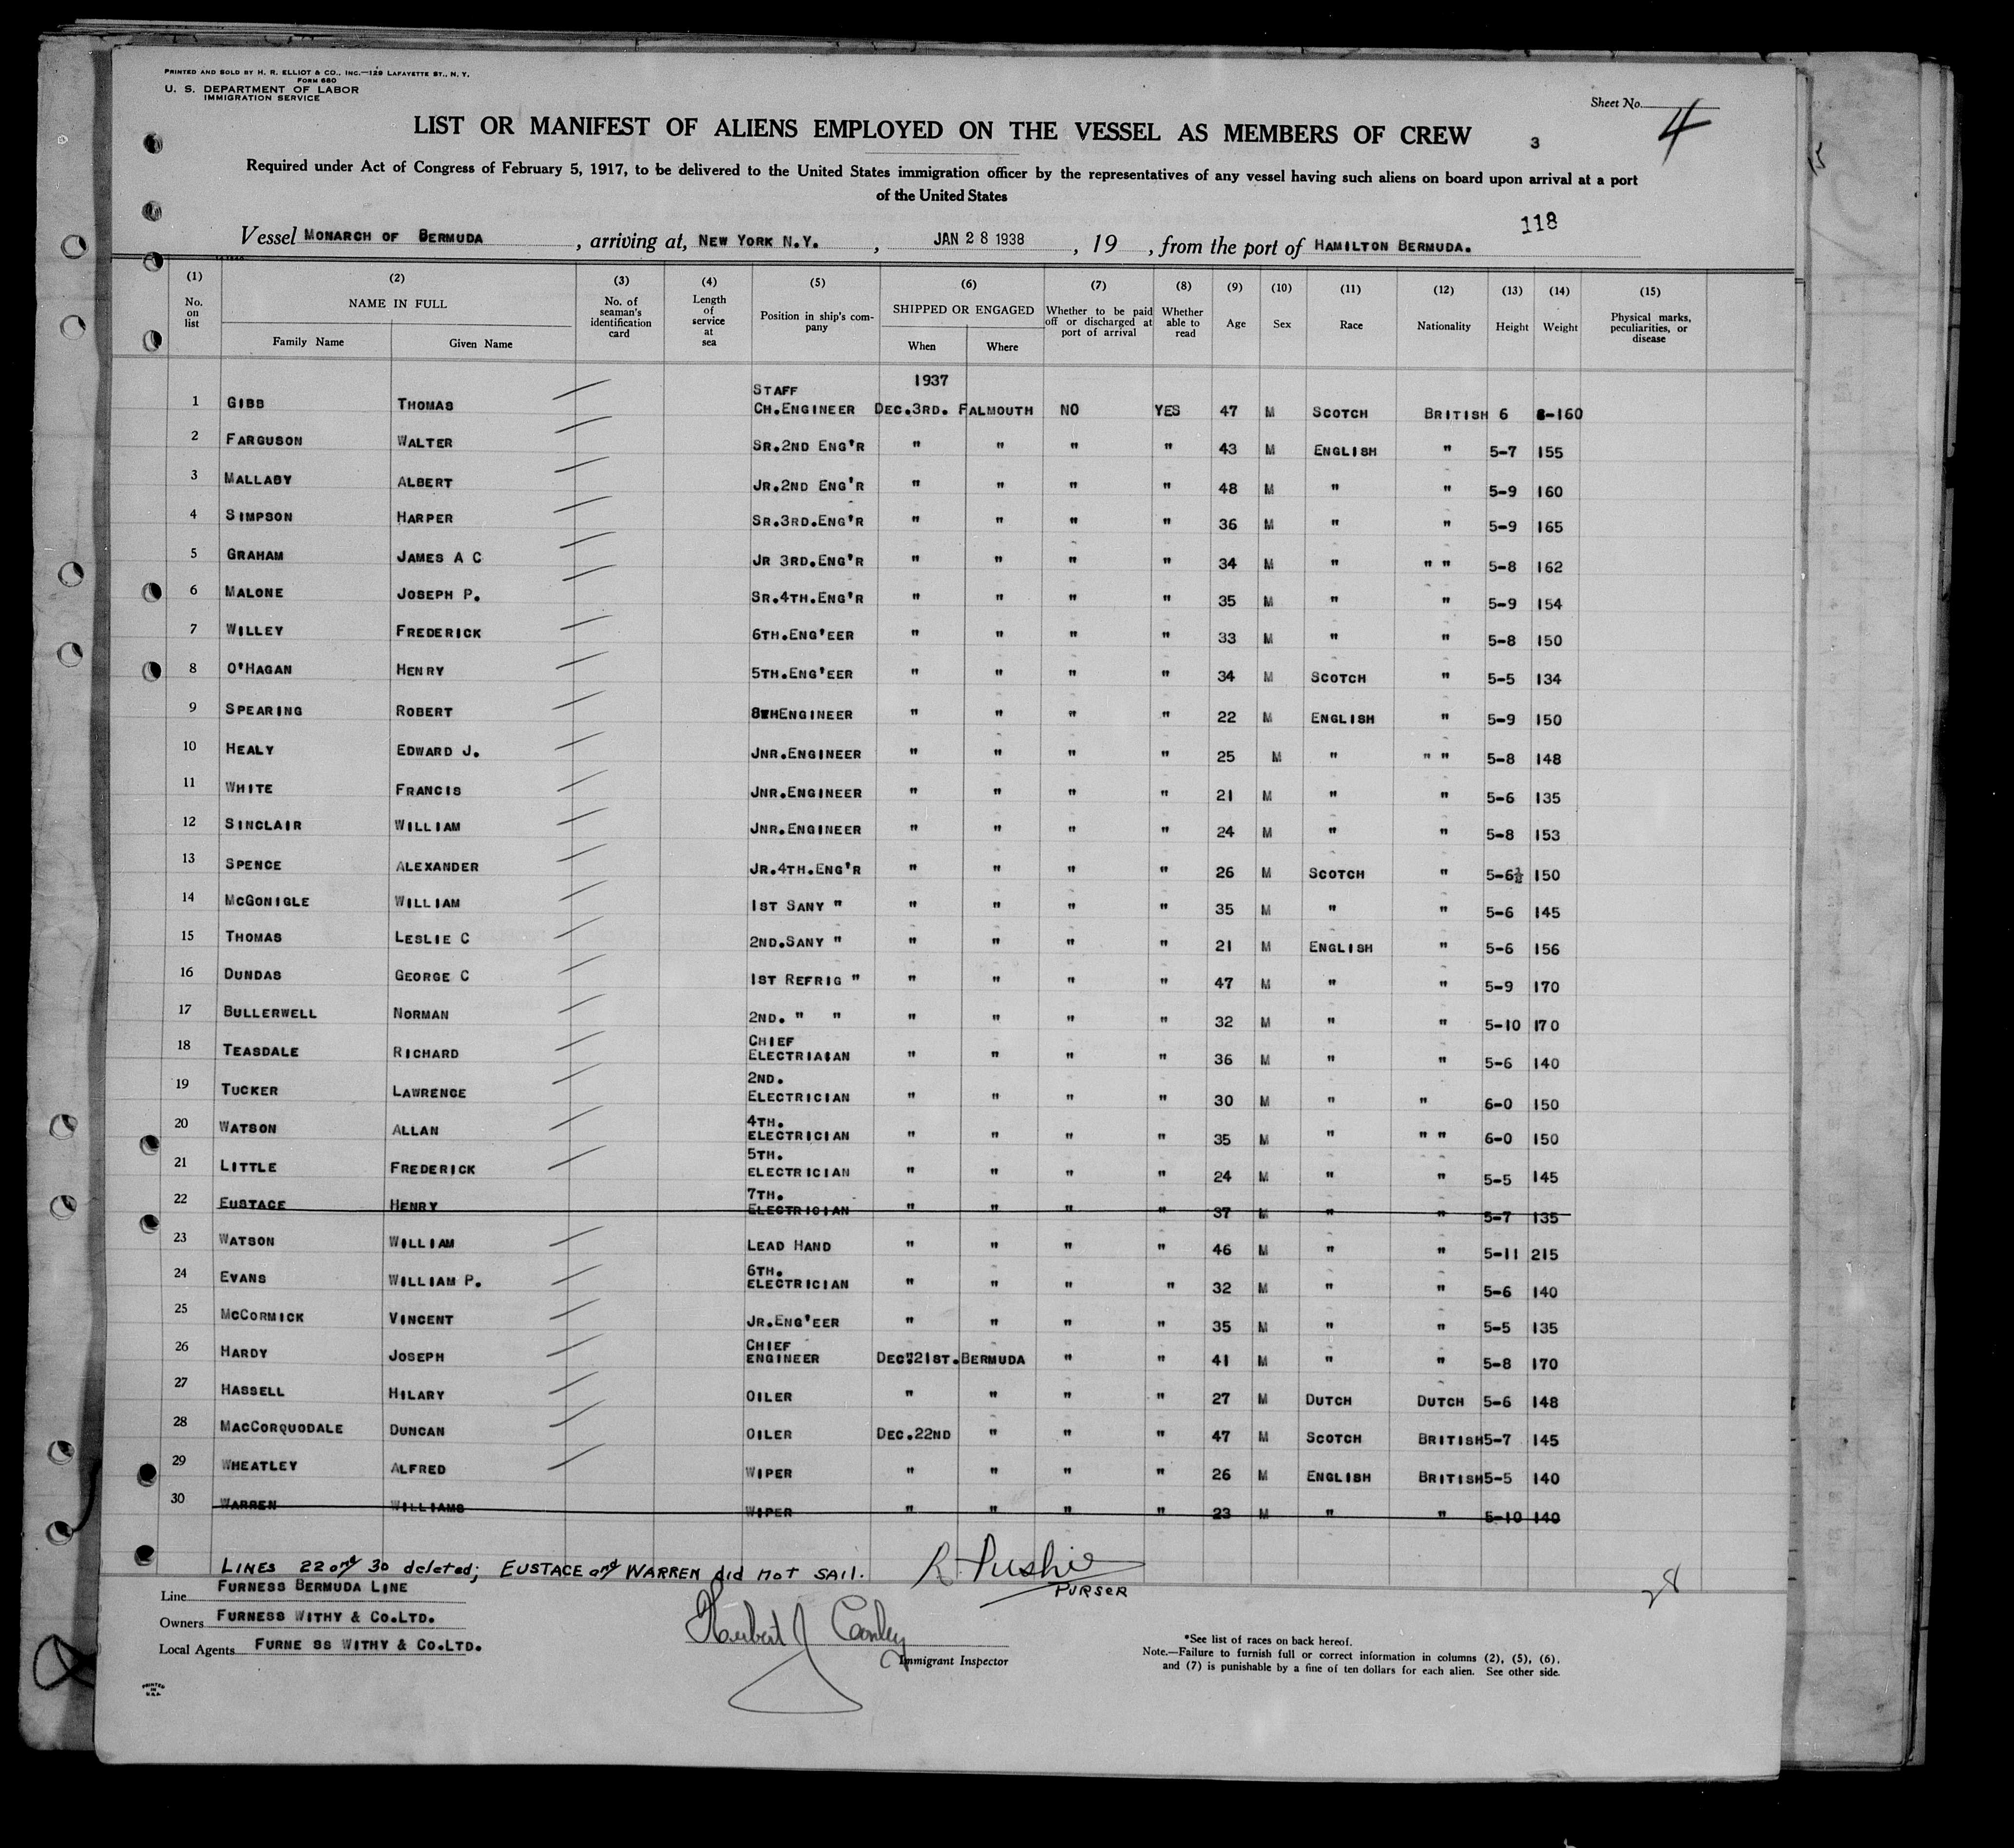 PRINTED AND SOLD BY H. R. ELLIOT & CO., INC.—129 LAFAYETTE ST., N. Y.
FORM 680
U. S. DEPARTMENT OF LABOR
IMMIGRATION SERVICE
Sheet No. 4
LIST OR MANIFEST OF ALIENS EMPLOYED ON THE VESSEL AS MEMBERS OF CREW 3
Required under Act of Congress of February 5, 1917, to be delivered to the United States immigration officer by the representatives of any vessel having such aliens on board upon arrival at a port
of the United States
118
Vessel MONARCH OF BERMUDA , arriving at, NEW YORK N.Y. , JAN 28 1938 , 19 , from the port of HAMILTON BERMUDA.
(1) (2) (3) (4) (5) (6) (7) (8) (9) (10) (11) (12) (13) (14) (15)
No. on list NAME IN FULL Family Name Given Name No. of seaman's identification card Length of service at sea Position in ship's company SHIPPED OR ENGAGED When Where Whether to be paid off or discharged at port of arrival Whether able to read Age Sex Race Nationality Height Weight Physical marks, peculiarities, or disease
1 GIBB THOMAS STAFF CH.ENGINEER 1937 DEC.3RD. FALMOUTH NO YES 47 M SCOTCH BRITISH 6 -160
2 FARGUSON WALTER SR.2ND ENG'R " " " " 43 M ENGLISH " 5-7 155
3 MALLABY ALBERT JR.2ND ENG'R " " " " 48 M " " 5-9 160
4 SIMPSON HARPER SR.3RD.ENG'R " " " " 36 M " " 5-9 165
5 GRAHAM JAMES A C JR 3RD.ENG'R " " " " 34 M " " " 5-8 162
6 MALONE JOSEPH P. SR.4TH.ENG'R " " " " 35 M " " 5-9 154
7 WILLEY FREDERICK 6TH.ENG'EER " " " " 33 M " " 5-8 150
8 O'HAGAN HENRY 5TH.ENG'EER " " " " 34 M SCOTCH " 5-5 134
9 SPEARING ROBERT 8THENGINEER " " " " 22 M ENGLISH " 5-9 150
10 HEALY EDWARD J. JNR.ENGINEER " " " " 25 M " " " 5-8 148
11 WHITE FRANCIS JNR.ENGINEER " " " " 21 M " " 5-6 135
12 SINCLAIR WILLIAM JNR.ENGINEER " " " " 24 M " " 5-8 153
13 SPENCE ALEXANDER JR.4TH.ENG'R " " " " 26 M SCOTCH " 5-6½ 150
14 MCGONIGLE WILLIAM 1ST SANY " " " " " 35 M " " 5-6 145
15 THOMAS LESLIE C 2ND.SANY " " " " " 21 M ENGLISH " 5-6 156
16 DUNDAS GEORGE C 1ST REFRIG " " " " " 47 M " " 5-9 170
17 BULLERWELL NORMAN 2ND. " " " " " " 32 M " " 5-10 170
18 TEASDALE RICHARD CHIEF ELECTRIASAN " " " " 36 M " " 5-6 140
19 TUCKER LAWRENCE 2ND. ELECTRICIAN " " " " 30 M " " 6-0 150
20 WATSON ALLAN 4TH. ELECTRICIAN " " " " 35 M " " " 6-0 150
21 LITTLE FREDERICK 5TH. ELECTRICIAN " " " " 24 M " " 5-5 145
22 EUSTACE HENRY 7TH. ELECTRICIAN " " " " 37 M " " 5-7 135
23 WATSON WILLIAM LEAD HAND " " " " 46 M " " 5-11 215
24 EVANS WILLIAM P. 6TH. ELECTRICIAN " " " " 32 M " " 5-6 140
25 MCCORMICK VINCENT JR.ENG'EER " " " " 35 M " " 5-5 135
26 HARDY JOSEPH CHIEF ENGINEER DEC.21ST. BERMUDA " " 41 M " " 5-8 170
27 HASSELL HILARY OILER " " " " 27 M DUTCH DUTCH 5-6 148
28 MACCORQUODALE DUNCAN OILER DEC.22ND " " " 47 M SCOTCH BRITISH 5-7 145
29 WHEATLEY ALFRED WIPER " " " " 26 M ENGLISH BRITISH 5-5 140
30 WARREN WILLIAMS WIPER " " " " 23 M " " 5-10 140
LINES 22 and 30 deleted; EUSTACE and WARREN did not SAIL. R Pushie
PURSER
28
Line FURNESS BERMUDA LINE
Owners FURNESS WITHY & CO.LTD.
Local Agents FURNE SS WITHY & CO.LTD.
Herbert J Conley
Immigrant Inspector
*See list of races on back hereof.
Note.—Failure to furnish full or correct information in columns (2), (5), (6),
and (7) is punishable by a fine of ten dollars for each alien. See other side.
PRINTED
IN
U.S.A.